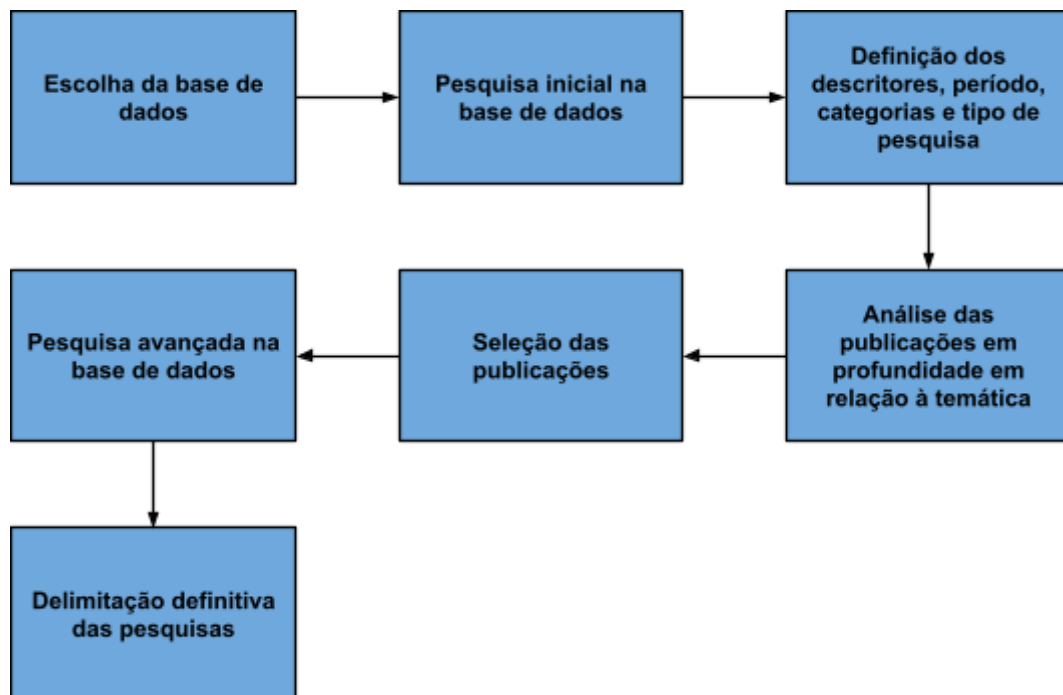 Escolha da base de
dados
Pesquisa inicial na
base de dados
Definição dos
descritores, período,
categorias e tipo de
pesquisa
Análise das
publicações em
profundidade em
relação à temática
Seleção das
publicações
Pesquisa avançada na
base de dados
Delimitação definitiva
das pesquisas